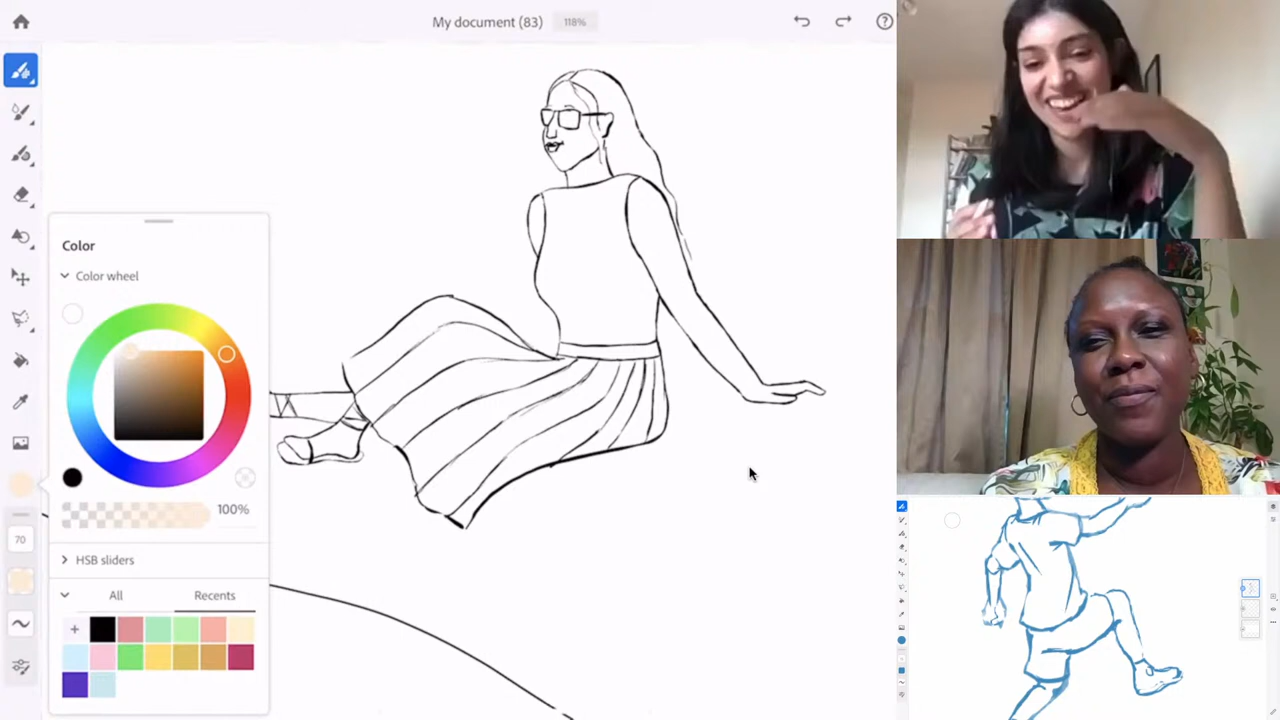 My document (83)
118%
Color
Color wheel
100%
HSB sliders
All
Recents
70